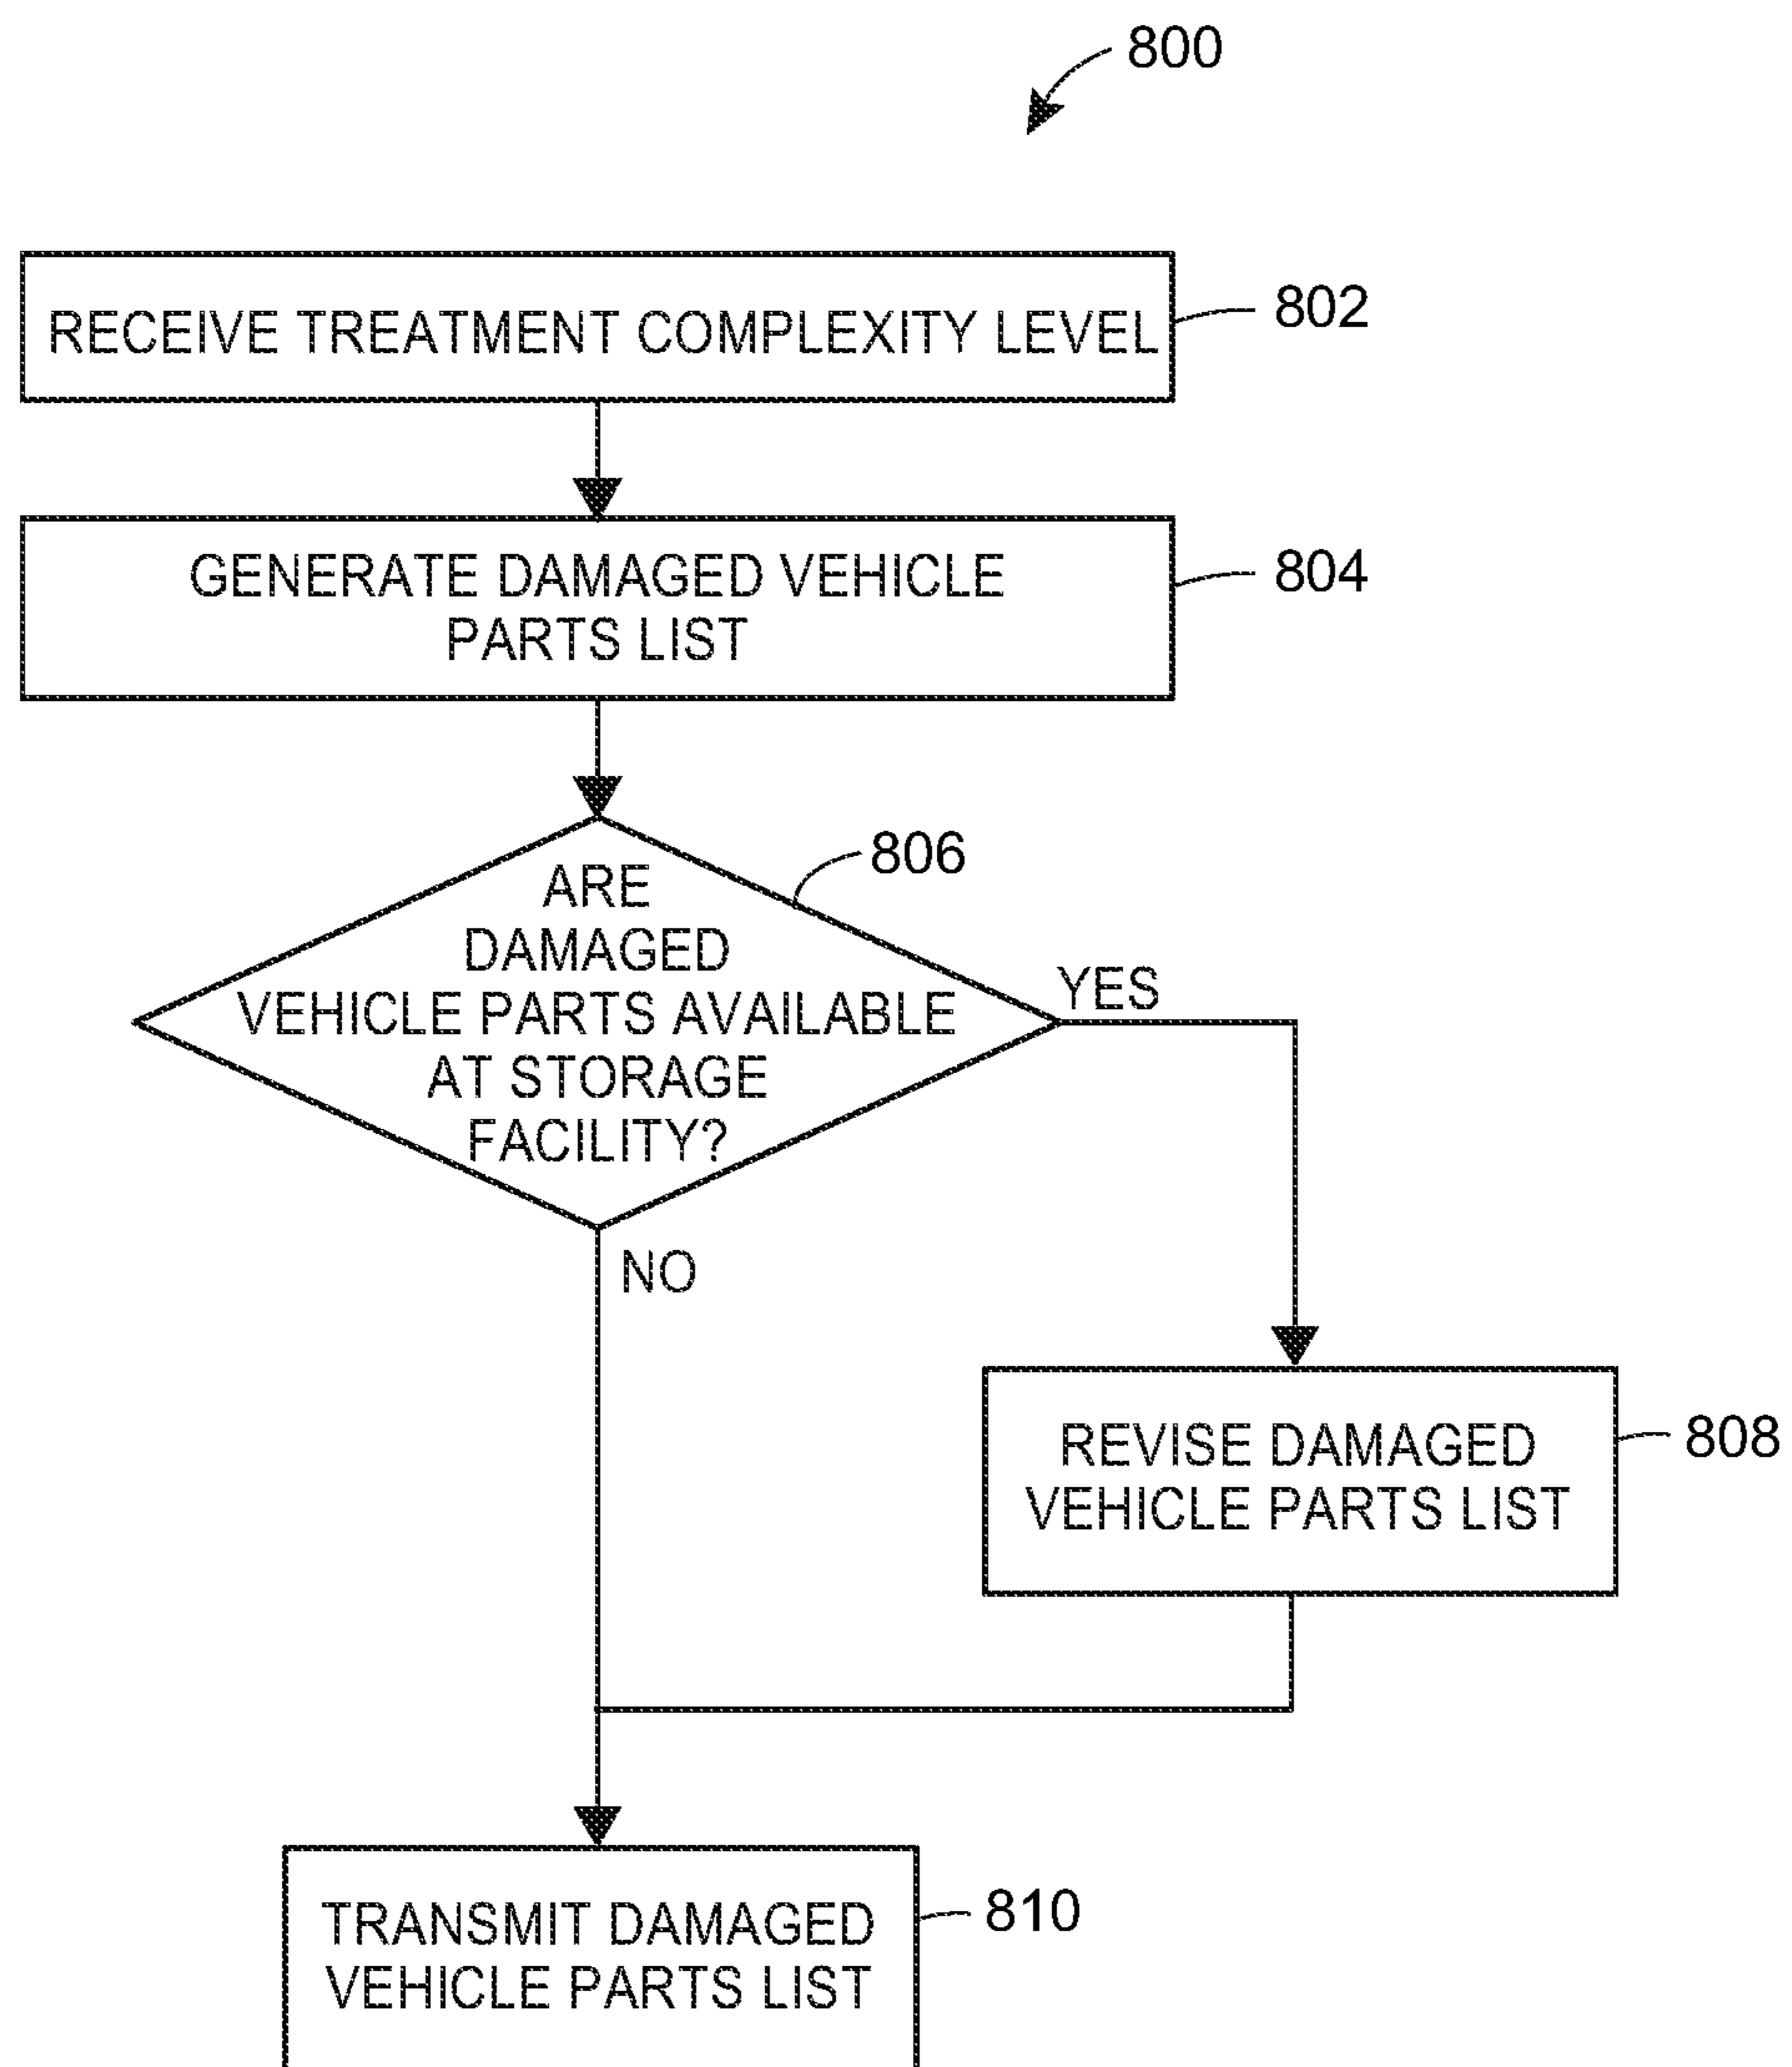 800
RECEIVE TREATMENT COMPLEXITY LEVEL
802
GENERATE DAMAGED VEHICLE
PARTS LIST
804
ARE
DAMAGED
VEHICLE PARTS AVAILABLE
AT STORAGE
FACILITY?
806
YES
NO
REVISE DAMAGED
VEHICLE PARTS LIST
808
TRANSMIT DAMAGED
VEHICLE PARTS LIST
810